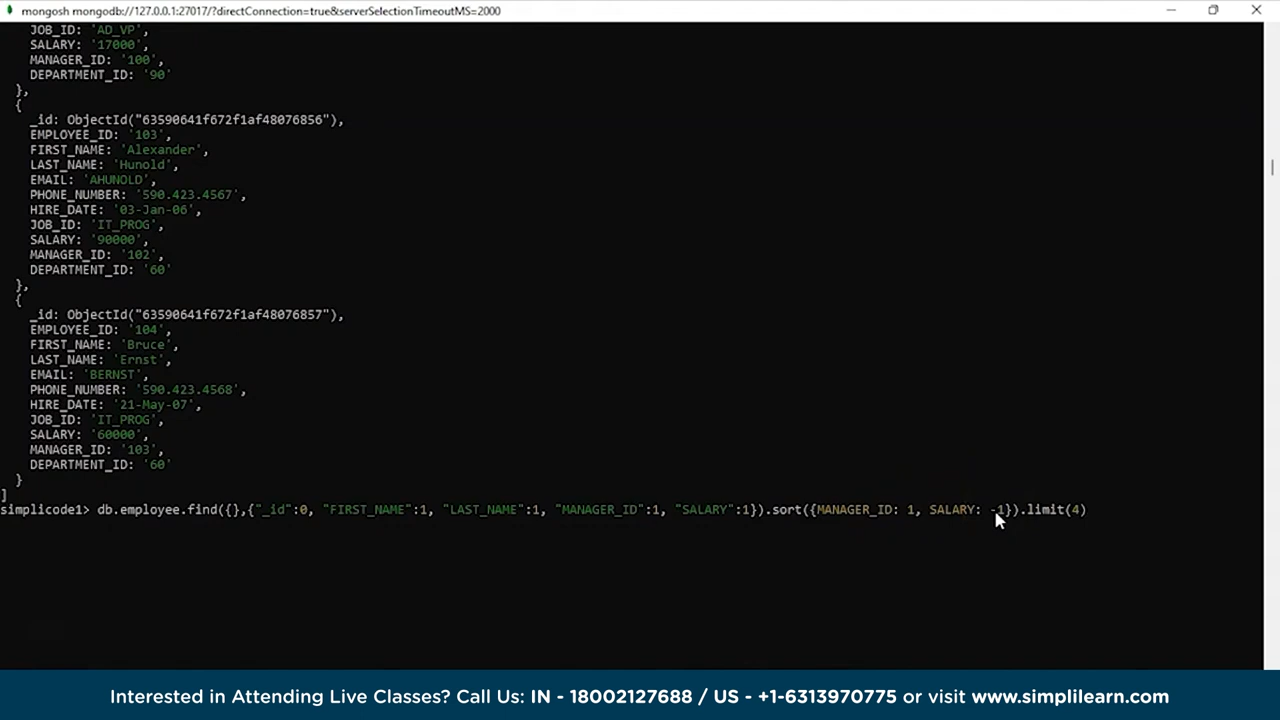 mongosh mongodb://127.0.0.1:27017/?directConnection=true&serverSelectionTimeoutMS=2000
JOB_ID: 'AD_VP',
SALARY: '17000',
MANAGER_ID: '100',
DEPARTMENT_ID: '90'
},
{
_id: ObjectId("63590641f672f1af48076856"),
EMPLOYEE_ID: '103',
FIRST_NAME: 'Alexander',
LAST_NAME: 'Hunold',
EMAIL: 'AHUNOLD',
PHONE_NUMBER: '590.423.4567',
HIRE_DATE: '03-Jan-06',
JOB_ID: 'IT_PROG',
SALARY: '90000',
MANAGER_ID: '102',
DEPARTMENT_ID: '60'
},
{
_id: ObjectId("63590641f672f1af48076857"),
EMPLOYEE_ID: '104',
FIRST_NAME: 'Bruce',
LAST_NAME: 'Ernst',
EMAIL: 'BERNST',
PHONE_NUMBER: '590.423.4568',
HIRE_DATE: '21-May-07',
JOB_ID: 'IT_PROG',
SALARY: '60000',
MANAGER_ID: '103',
DEPARTMENT_ID: '60'
}
]
simplicode1> db.employee.find({},{"_id":0, "FIRST_NAME":1, "LAST_NAME":1, "MANAGER_ID":1, "SALARY":1}).sort({MANAGER_ID: 1, SALARY: -1}).limit(4)
Interested in Attending Live Classes? Call Us: IN - 18002127688 / US - +1-6313970775 or visit www.simplilearn.com